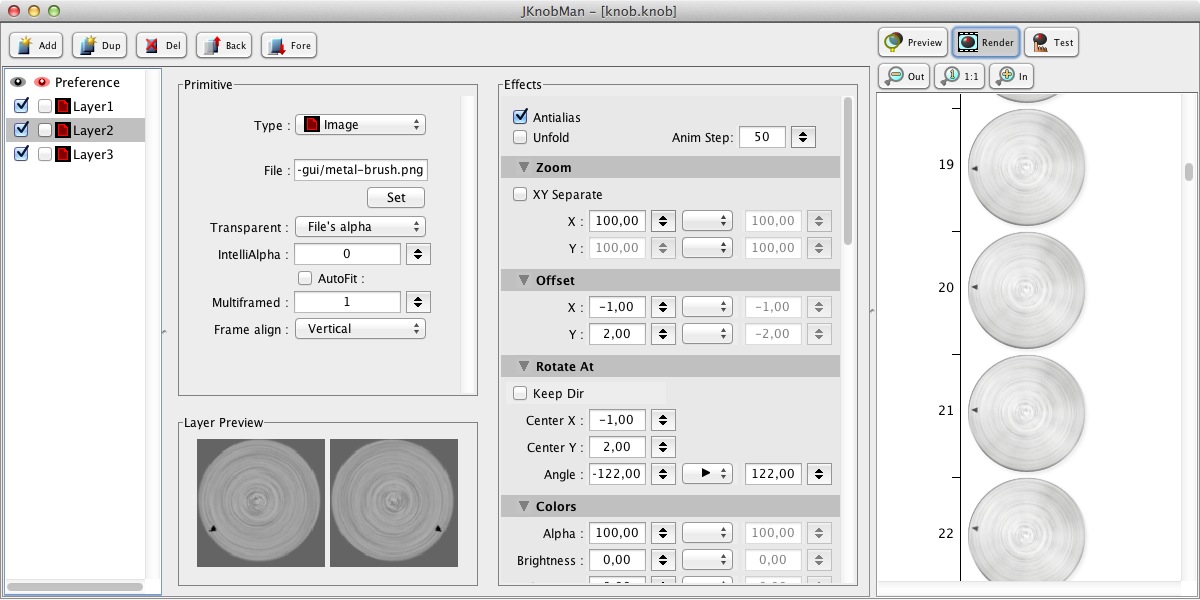 JKnobMan – [knob.knob]
Add Dup Del Back Fore
Preview Render Test
Out 1:1 In
Preference
Layer1
Layer2
Layer3
Primitive
Type : Image
File : -gui/metal-brush.png
Set
Transparent : File's alpha
IntelliAlpha : 0
AutoFit :
Multiframed : 1
Frame align : Vertical
Layer Preview
Effects
Antialias
Unfold Anim Step: 50
Zoom
XY Separate
X : 100,00 100,00
Y : 100,00 100,00
Offset
X : -1,00 -1,00
Y : 2,00 -2,00
Rotate At
Keep Dir
Center X : -1,00
Center Y : 2,00
Angle : -122,00 122,00
Colors
Alpha : 100,00 100,00
Brightness : 0,00 0,00
19
20
21
22